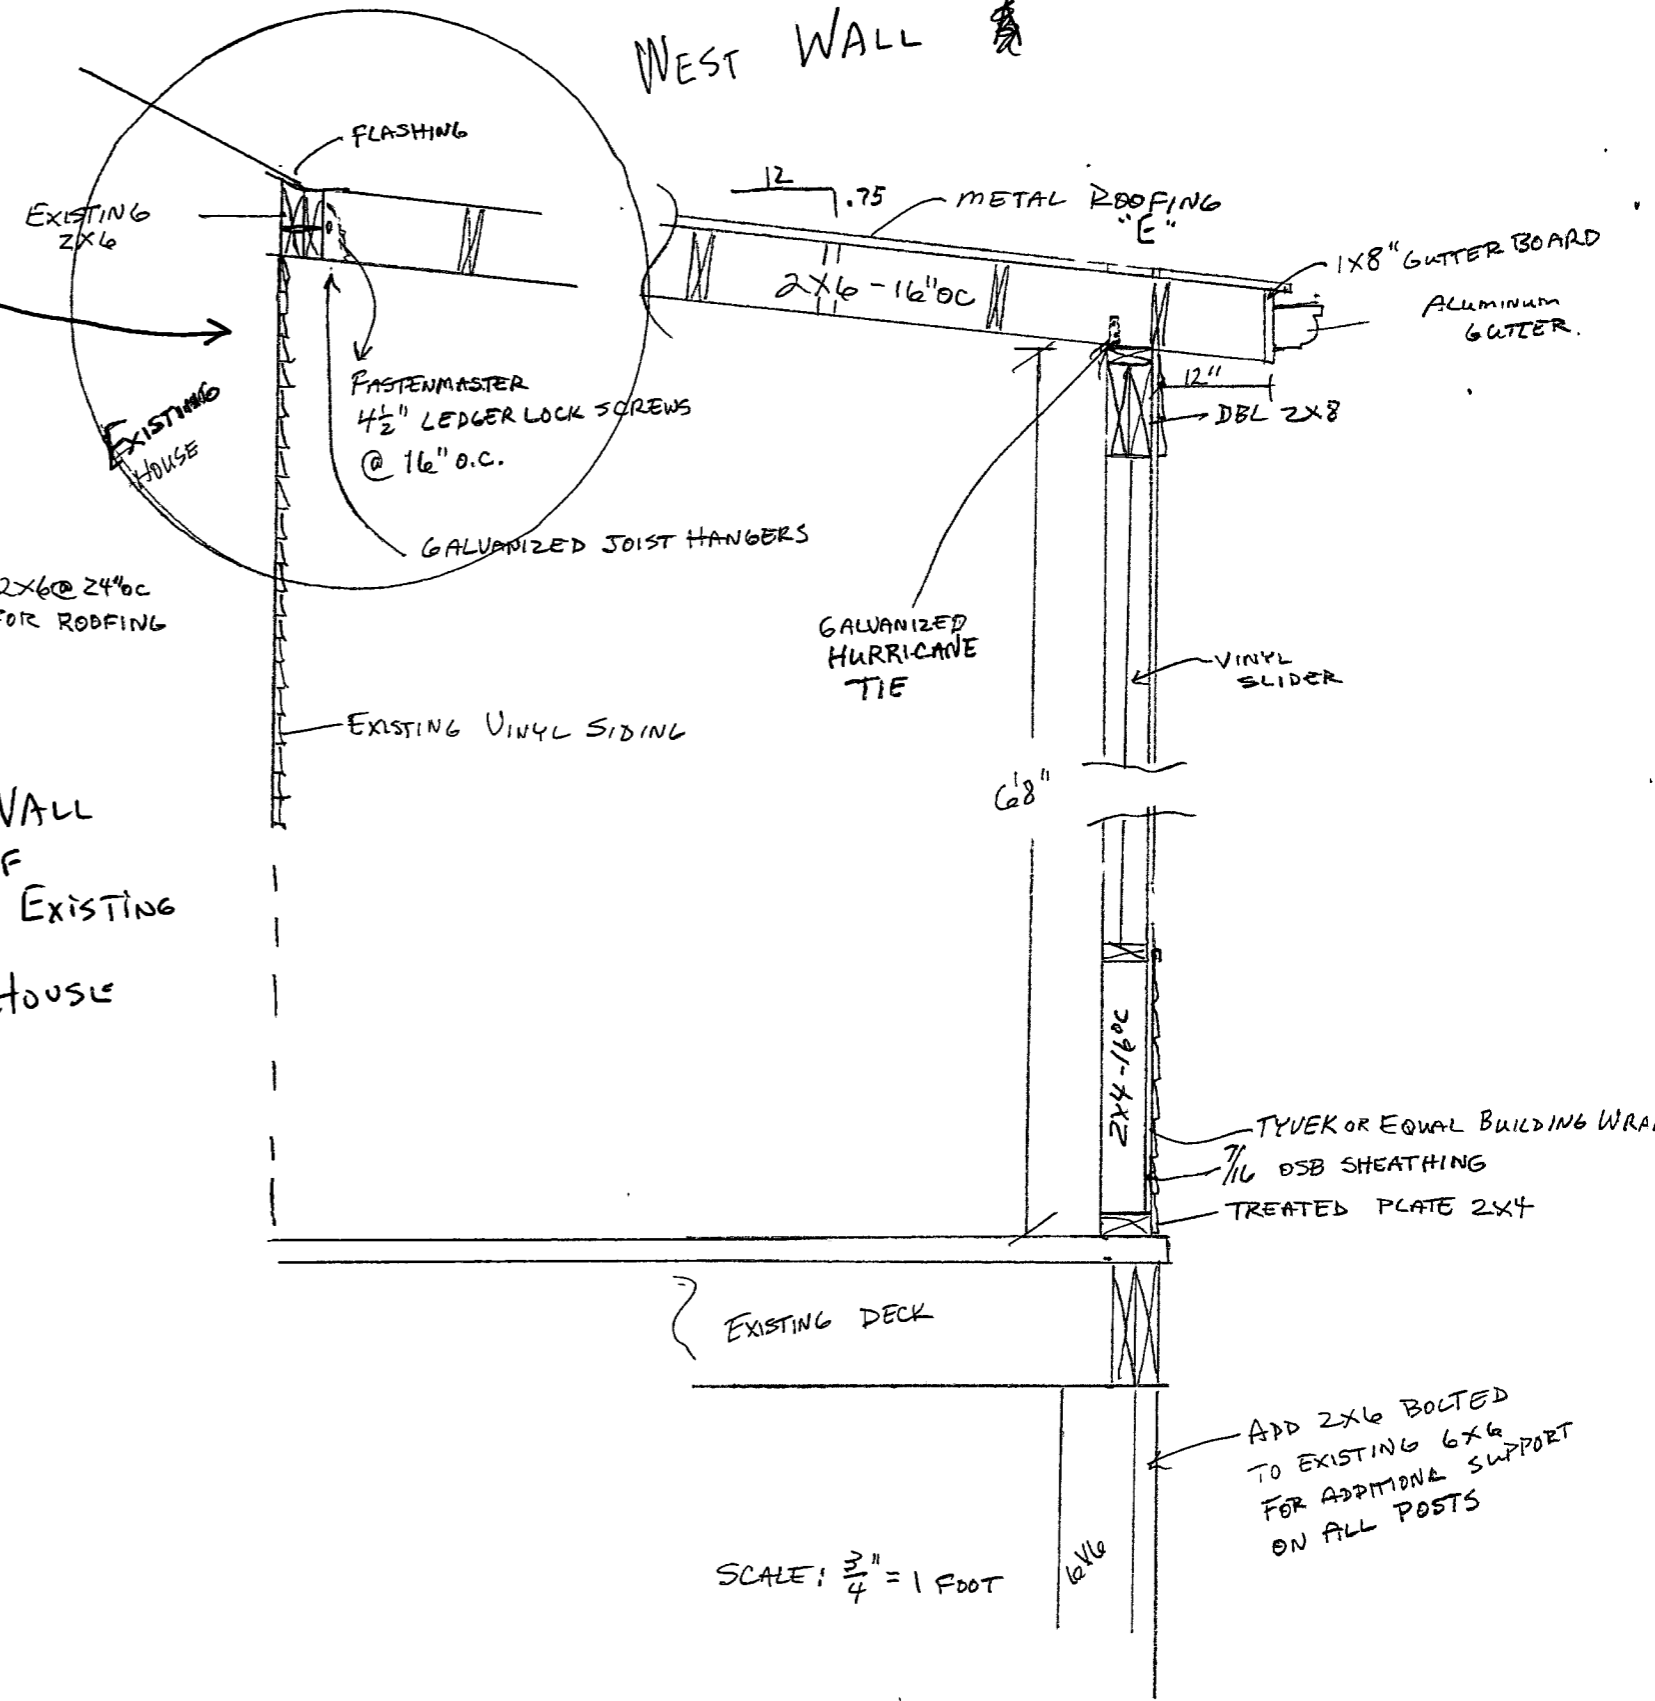 WEST WALL
FLASHING
EXISTING
2X6
12
.75
METAL ROOFING
"E"
2X6-16"OC
1X8" GUTTER BOARD
ALUMINUM
GUTTER.
12"
DBL 2X8
FASTENMASTER
4½" LEDGER LOCK SCREWS
@ 16" O.C.
EXISTING
HOUSE
GALVANIZED JOIST HANGERS
2X6@24"OC
FOR ROOFING
GALVANIZED
HURRICANE
TIE
VINYL
SLIDER
EXISTING VINYL SIDING
6'8"
WALL
EXISTING
HOUSE
2X4-16OC
TYVEK OR EQUAL BUILDING WRAP
7/16 OSB SHEATHING
TREATED PLATE 2X4
EXISTING DECK
ADD 2X6 BOLTED
TO EXISTING 6X6
FOR ADDITIONA SUPPORT
ON ALL POSTS
6X6
SCALE: 3/4" = 1 FOOT